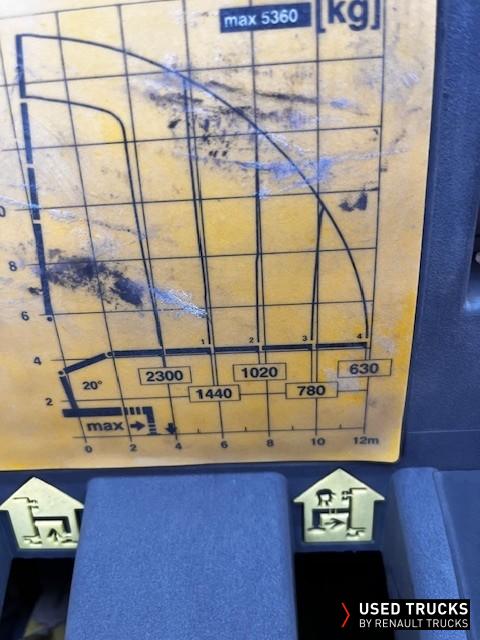 max 5360 [kg]
8
6
4
2
20°
1 2 3 4
2300 1020 630
1440 780
max
0 2 4 6 8 10 12m
USED TRUCKS
BY RENAULT TRUCKS